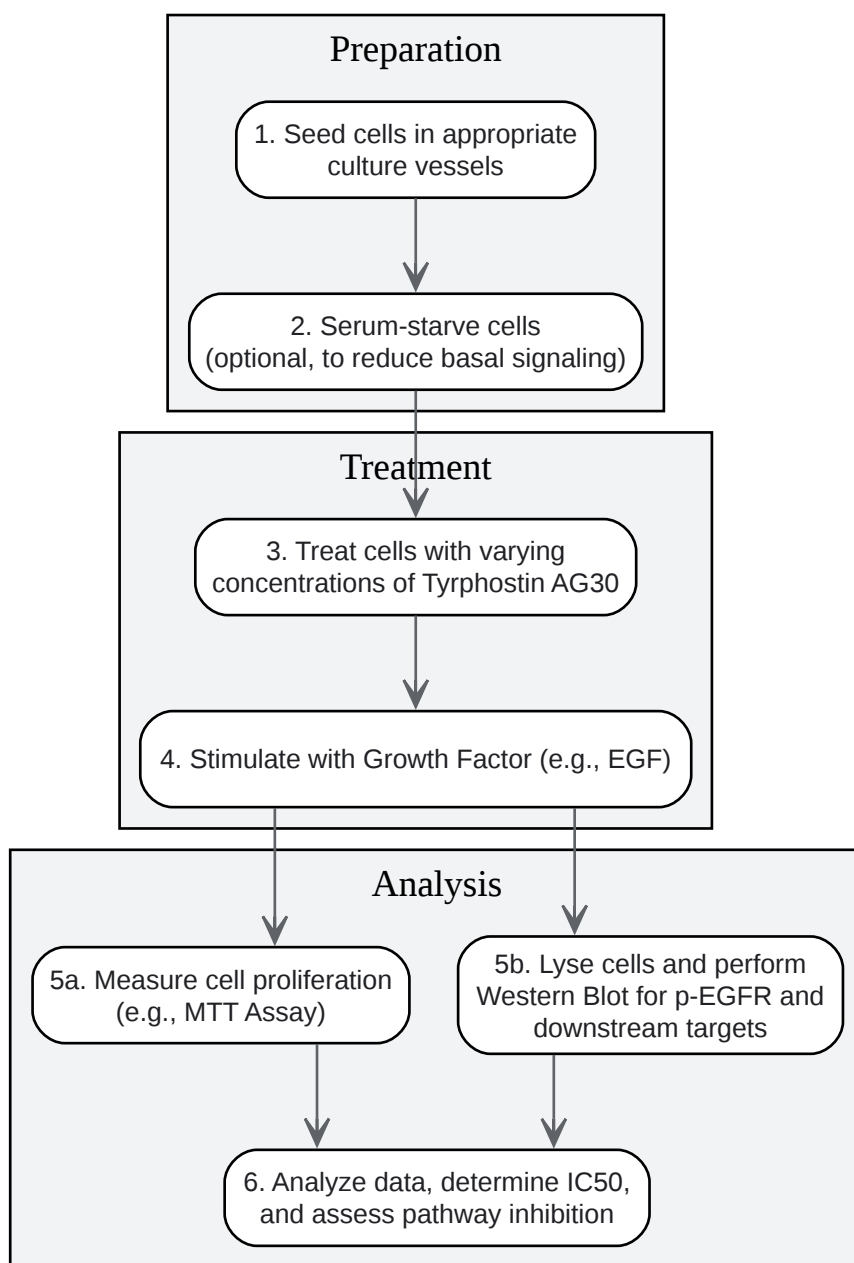 Preparation
1. Seed cells in appropriate
culture vessels
2. Serum-starve cells
(optional, to reduce basal signaling)
Treatment
3. Treat cells with varying
concentrations of Tyrphostin AG30
4. Stimulate with Growth Factor (e.g., EGF)
Analysis
5a. Measure cell proliferation
(e.g., MTT Assay)
5b. Lyse cells and perform
Western Blot for p-EGFR and
downstream targets
6. Analyze data, determine IC50,
and assess pathway inhibition